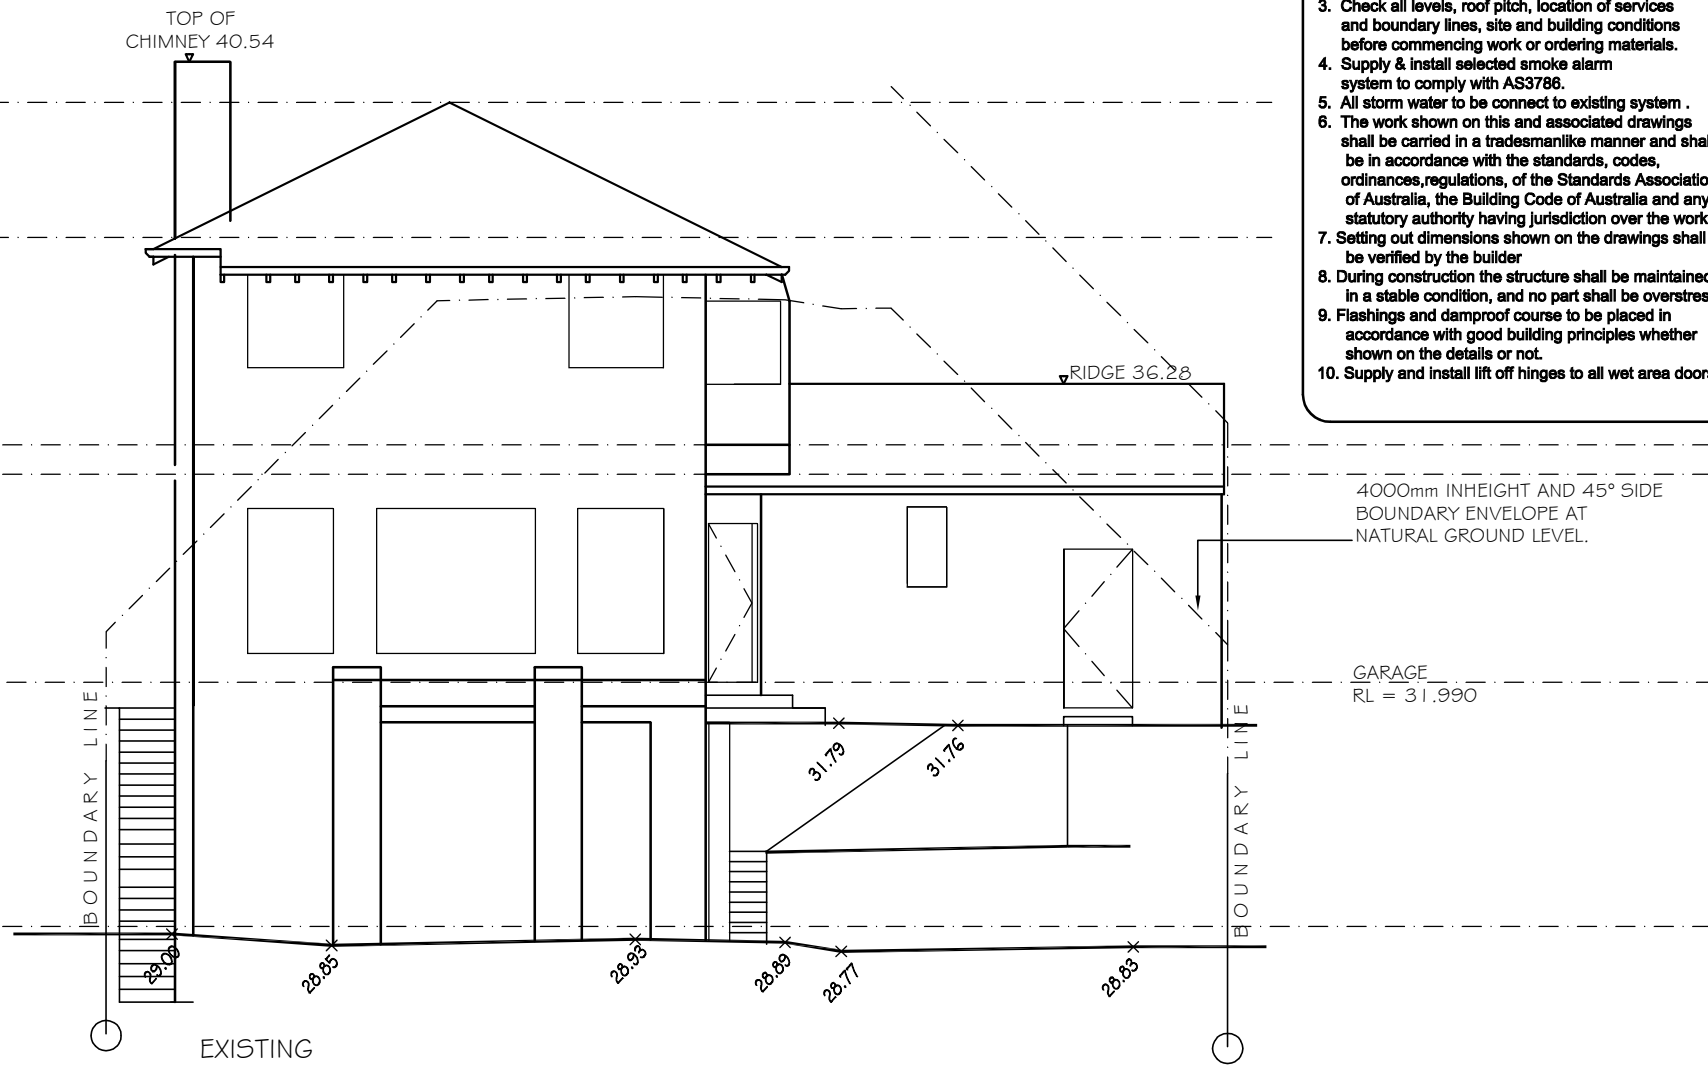 TOP OF
CHIMNEY 40.54
3. Check all levels, roof pitch, location of services
and boundary lines, site and building conditions
before commencing work or ordering materials.
4. Supply & install selected smoke alarm
system to comply with AS3786.
5. All storm water to be connect to existing system .
6. The work shown on this and associated drawings
shall be carried in a tradesmanlike manner and shal
be in accordance with the standards, codes,
ordinances,regulations, of the Standards Associatio
of Australia, the Building Code of Australia and any
statutory authority having jurisdiction over the work
7. Setting out dimensions shown on the drawings shall
be verified by the builder
8. During construction the structure shall be maintained
in a stable condition, and no part shall be overstres
9. Flashings and damproof course to be placed in
accordance with good building principles whether
shown on the details or not.
10. Supply and install lift off hinges to all wet area doors
RIDGE 36.28
4000mm INHEIGHT AND 45° SIDE
BOUNDARY ENVELOPE AT
NATURAL GROUND LEVEL.
GARAGE
RL = 31.990
BOUNDARY LINE
BOUNDARY LINE
31.79
31.76
29.00
28.85
28.93
28.89
28.77
28.83
EXISTING